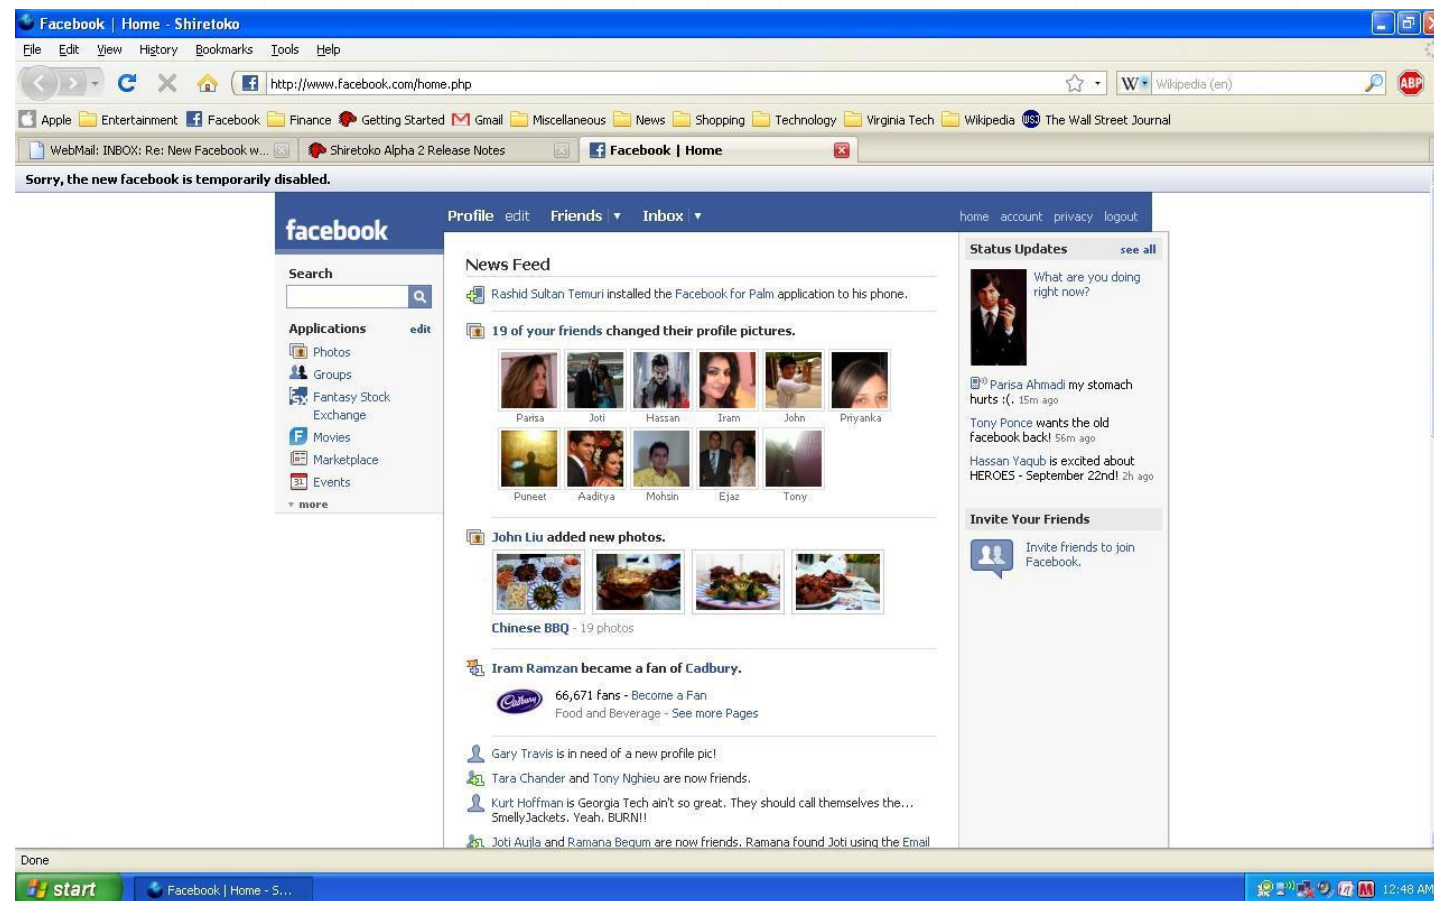 Facebook | Home - Shiretoko
File Edit View History Bookmarks Tools Help
http://www.facebook.com/home.php
W Wikipedia (en)
ABP
Apple Entertainment Facebook Finance Getting Started Gmail Miscellaneous News Shopping Technology Virginia Tech Wikipedia WSJ The Wall Street Journal
WebMail: INBOX: Re: New Facebook w... Shiretoko Alpha 2 Release Notes Facebook | Home
Sorry, the new facebook is temporarily disabled.
facebook
Profile edit Friends Inbox
home account privacy logout
Search
Applications edit
Photos
Groups
Fantasy Stock
Exchange
Movies
Marketplace
Events
more
News Feed
Rashid Sultan Temuri installed the Facebook for Palm application to his phone.
19 of your friends changed their profile pictures.
Parisa Joti Hassan Iram John Priyanka
Puneet Aaditya Mohsin Ejaz Tony
John Liu added new photos.
Chinese BBQ - 19 photos
Iram Ramzan became a fan of Cadbury.
Cadbury
66,671 fans - Become a Fan
Food and Beverage - See more Pages
Gary Travis is in need of a new profile pic!
Tara Chander and Tony Nghieu are now friends.
Kurt Hoffman is Georgia Tech ain't so great. They should call themselves the...
SmellyJackets. Yeah. BURN!!
Joti Aujla and Ramana Begum are now friends. Ramana found Joti using the Email
Status Updates see all
What are you doing
right now?
Parisa Ahmadi my stomach
hurts :(. 15m ago
Tony Ponce wants the old
facebook back! 56m ago
Hassan Yaqub is excited about
HEROES - September 22nd! 2h ago
Invite Your Friends
Invite friends to join
Facebook.
Done
start
Facebook | Home - S...
12:48 AM